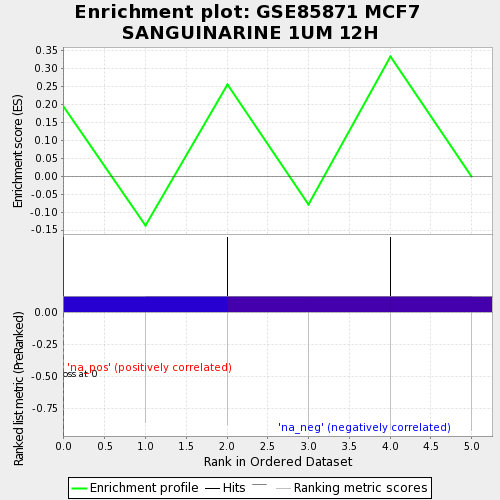 Enrichment plot: GSE85871 MCF7
SANGUINARINE 1UM 12H
Enrichment score (ES)
0.35
0.30
0.25
0.20
0.15
0.10
0.05
0.00
-0.05
-0.10
-0.15
Ranked list metric (PreRanked)
0.00
-0.25
-0.50
-0.75
'na_pos' (positively correlated)
oss at 0
'na_neg' (negatively correlated)
0.0 0.5 1.0 1.5 2.0 2.5 3.0 3.5 4.0 4.5 5.0
Rank in Ordered Dataset
Enrichment profile Hits Ranking metric scores